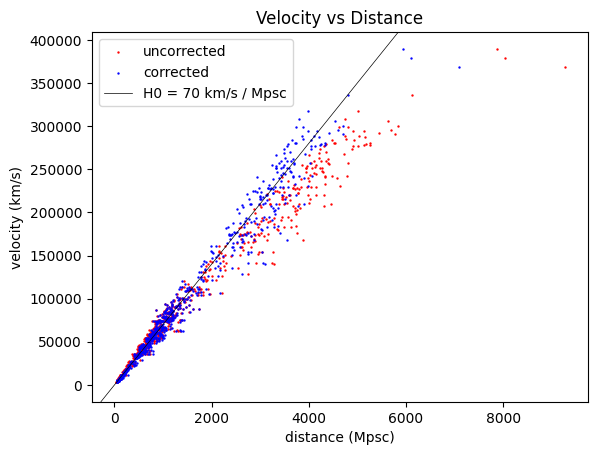 Velocity vs Distance
400000
350000
300000
250000
200000
150000
100000
50000
0
velocity (km/s)
uncorrected
corrected
H0 = 70 km/s / Mpsc
0
2000
4000
6000
8000
distance (Mpsc)